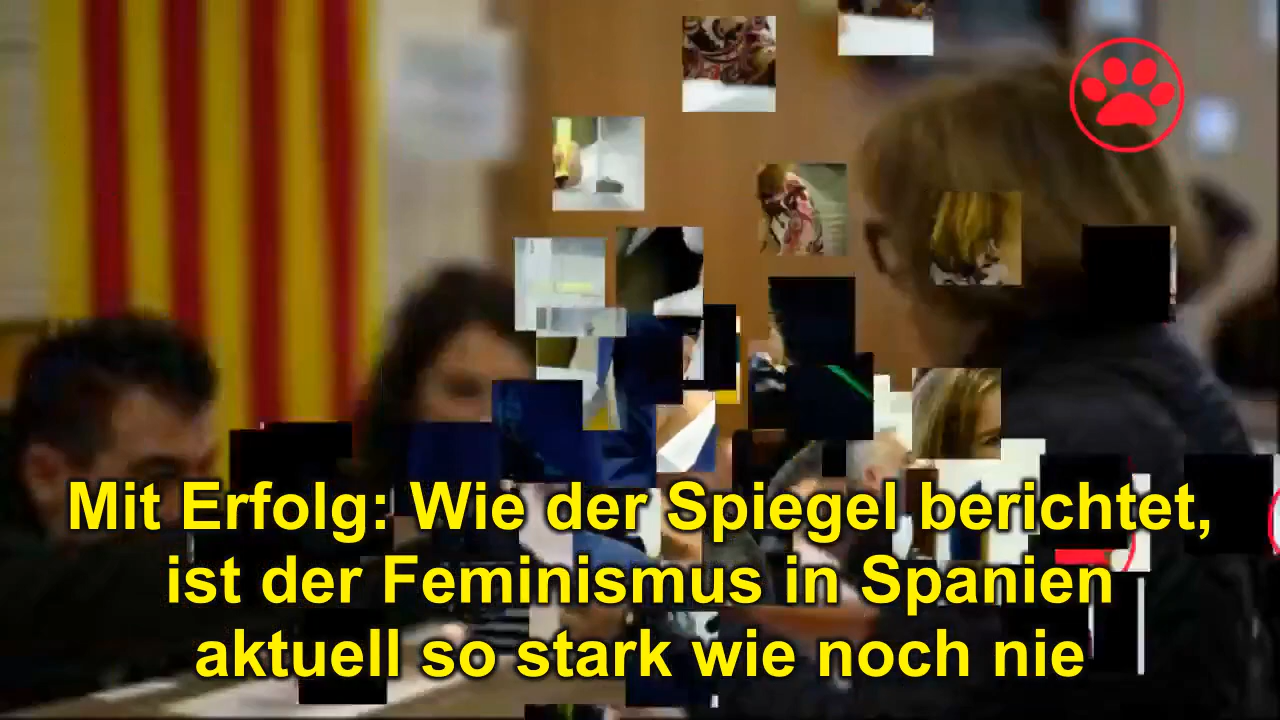 Mit Erfolg: Wie der Spiegel berichtet,
ist der Feminismus in Spanien
aktuell so stark wie noch nie